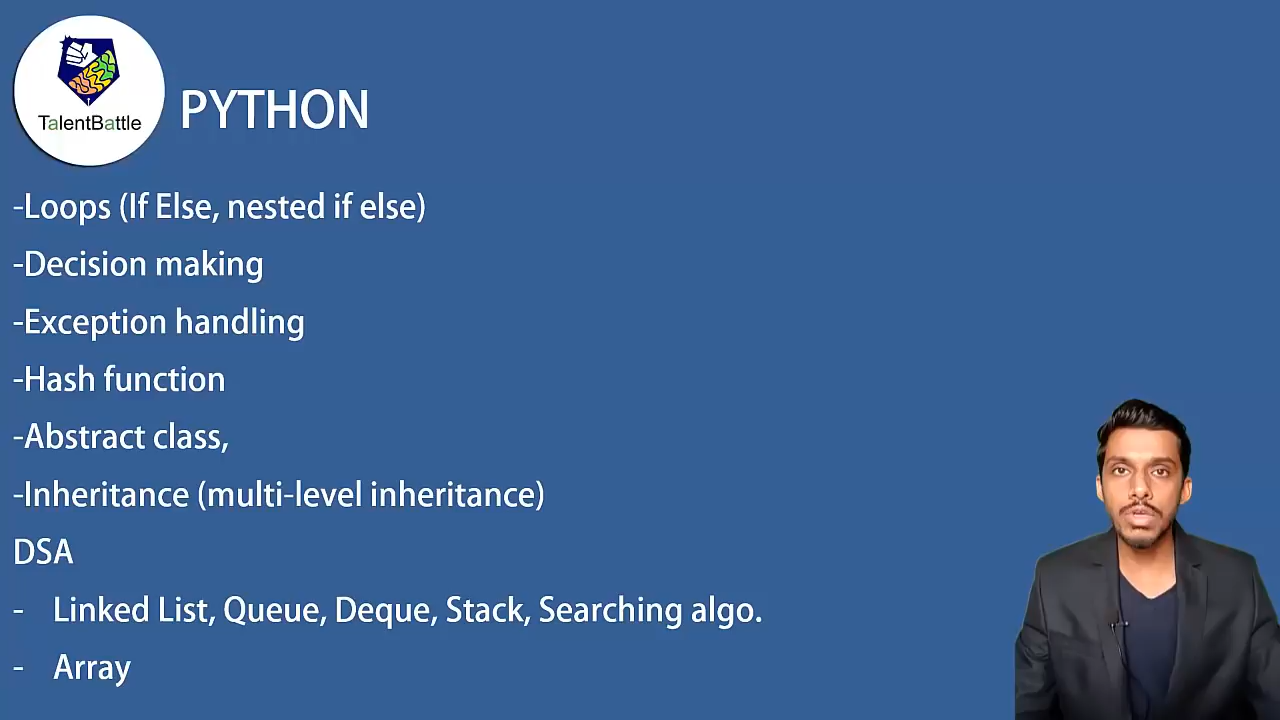 TalentBattle
PYTHON
-Loops (If Else, nested if else)
-Decision making
-Exception handling
-Hash function
-Abstract class,
-Inheritance (multi-level inheritance)
DSA
- Linked List, Queue, Deque, Stack, Searching algo.
- Array